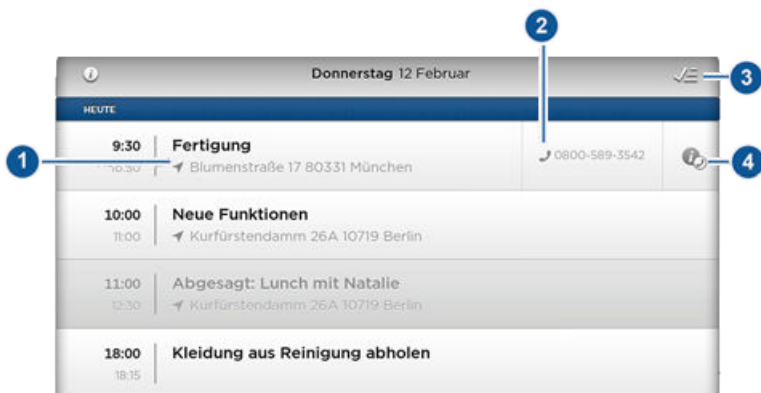 2
Donnerstag 12 Februar
3
HEUTE
9:30 Fertigung
1
10:30 Blumenstraße 17 80331 München
0800-589-3542
4
10:00 Neue Funktionen
11:00 Kurfürstendamm 26A 10719 Berlin
11:00 Abgesagt: Lunch mit Natalie
12:30 Kurfürstendamm 26A 10719 Berlin
18:00 Kleidung aus Reinigung abholen
18:15